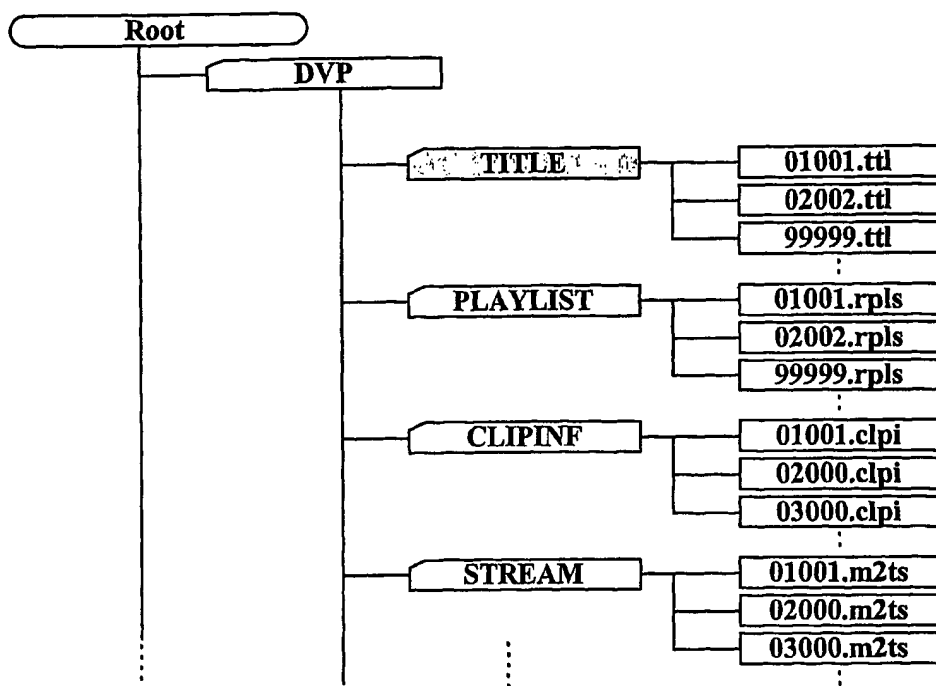 Root
DVP
TITLE
01001.ttl
02002.ttl
99999.ttl
PLAYLIST
01001.rpls
02002.rpls
99999.rpls
CLIPINF
01001.clpi
02000.clpi
03000.clpi
STREAM
01001.m2ts
02000.m2ts
03000.m2ts